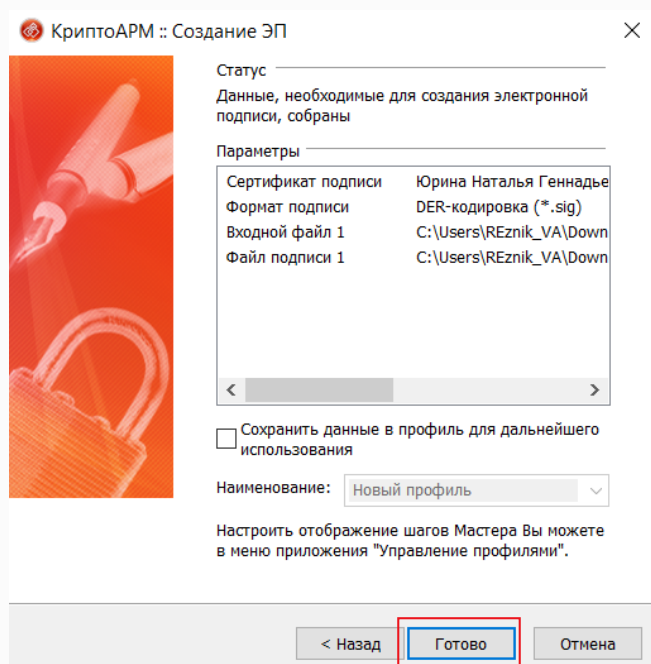 КриптоАРМ :: Создание ЭП
Статус
Данные, необходимые для создания электронной
подписи, собраны
Параметры
Сертификат подписи Юрина Наталья Геннадье
Формат подписи DER-кодировка (*.sig)
Входной файл 1 C:\Users\REznik_VA\Down
Файл подписи 1 C:\Users\REznik_VA\Down
Сохранить данные в профиль для дальнейшего
использования
Наименование: Новый профиль
Настроить отображение шагов Мастера Вы можете
в меню приложения "Управление профилями".
< Назад Готово Отмена